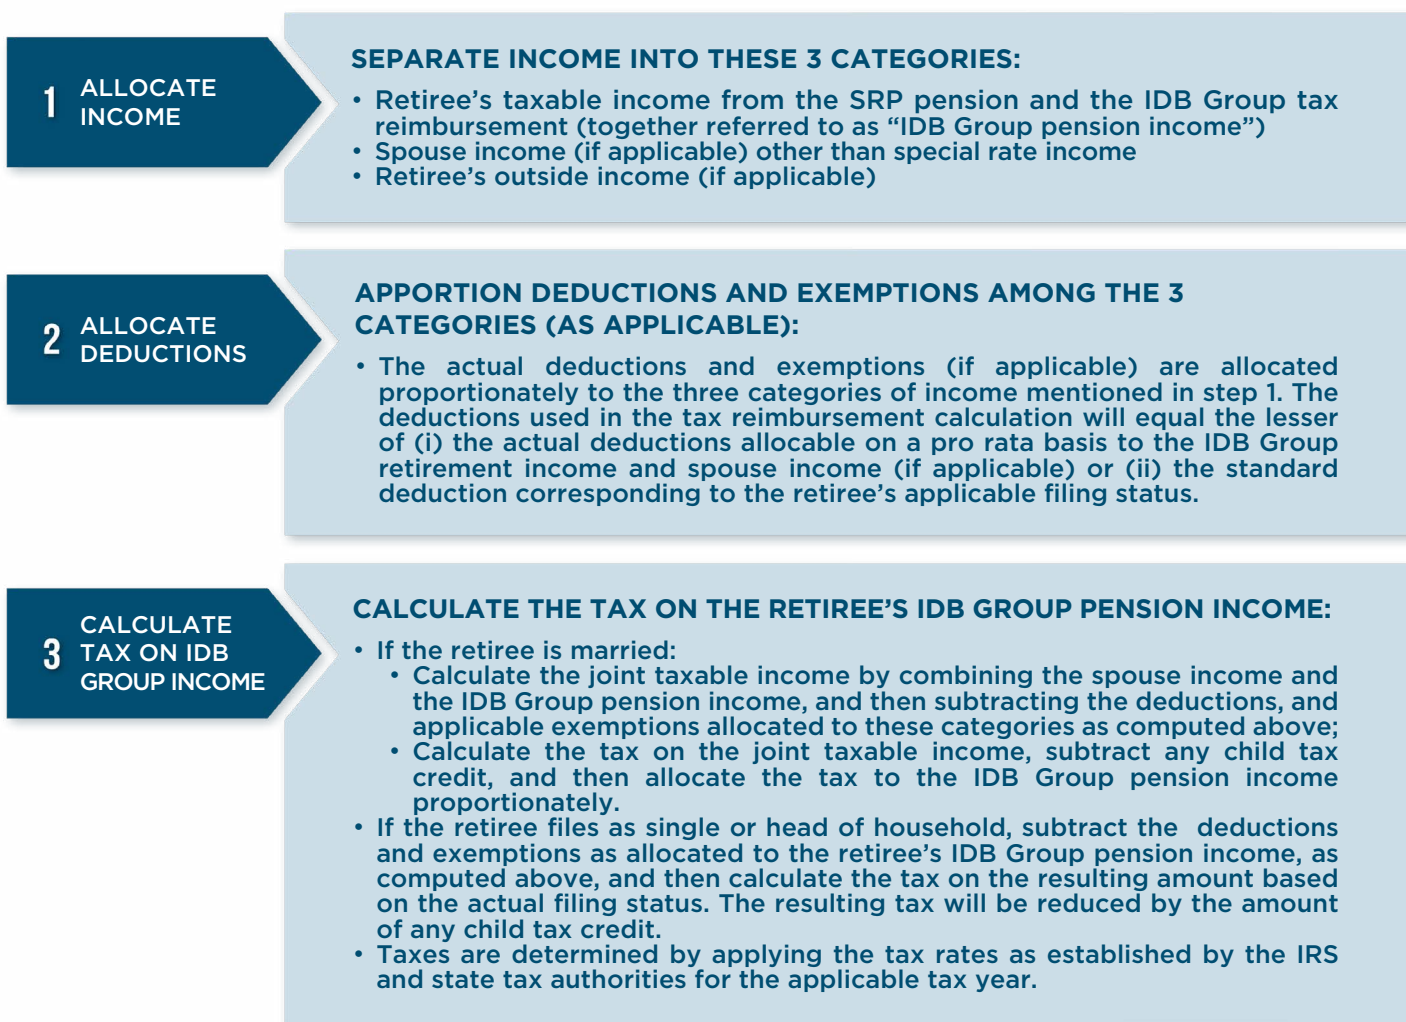 1 ALLOCATE
INCOME
SEPARATE INCOME INTO THESE 3 CATEGORIES:
• Retiree’s taxable income from the SRP pension and the IDB Group tax
reimbursement (together referred to as “IDB Group pension income”)
• Spouse income (if applicable) other than special rate income
• Retiree’s outside income (if applicable)
2 ALLOCATE
DEDUCTIONS
APPORTION DEDUCTIONS AND EXEMPTIONS AMONG THE 3
CATEGORIES (AS APPLICABLE):
• The actual deductions and exemptions (if applicable) are allocated
proportionately to the three categories of income mentioned in step 1. The
deductions used in the tax reimbursement calculation will equal the lesser
of (i) the actual deductions allocable on a pro rata basis to the IDB Group
retirement income and spouse income (if applicable) or (ii) the standard
deduction corresponding to the retiree’s applicable filing status.
3 CALCULATE
TAX ON IDB
GROUP INCOME
CALCULATE THE TAX ON THE RETIREE’S IDB GROUP PENSION INCOME:
• If the retiree is married:
• Calculate the joint taxable income by combining the spouse income and
the IDB Group pension income, and then subtracting the deductions, and
applicable exemptions allocated to these categories as computed above;
• Calculate the tax on the joint taxable income, subtract any child tax
credit, and then allocate the tax to the IDB Group pension income
proportionately.
• If the retiree files as single or head of household, subtract the deductions
and exemptions as allocated to the retiree’s IDB Group pension income, as
computed above, and then calculate the tax on the resulting amount based
on the actual filing status. The resulting tax will be reduced by the amount
of any child tax credit.
• Taxes are determined by applying the tax rates as established by the IRS
and state tax authorities for the applicable tax year.